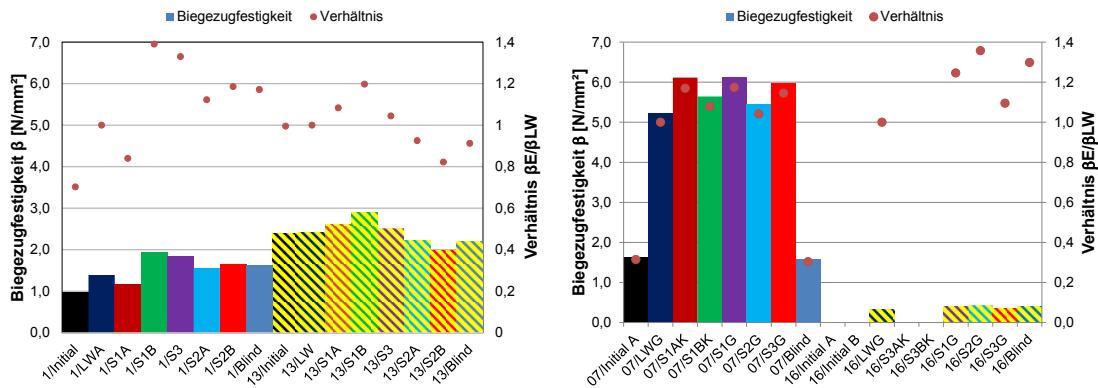 Biegezugfestigkeit Verhältnis
7,0
6,0
5,0
4,0
3,0
2,0
1,0
0,0
Biegezugfestigkeit β [N/mm²]
1,4
1,2
1
0,8
0,6
0,4
0,2
0
Verhältnis βE/βLW
1/Initial
1/LWA
1/S1A
1/S1B
1/S3
1/S2A
1/S2B
1/Blind
13/Initial
13/LW
13/S1A
13/S1B
13/S3
13/S2A
13/S2B
13/Blind
Biegezugfestigkeit Verhältnis
7,0
6,0
5,0
4,0
3,0
2,0
1,0
0,0
Biegezugfestigkeit β [N/mm²]
1,4
1,2
1,0
0,8
0,6
0,4
0,2
0,0
Verhältnis βE/βLW
07/Initial A
07/LWG
07/S1AK
07/S1BK
07/S1G
07/S2G
07/S3G
07/Blind
16/Initial A
16/Initial B
16/LWG
16/S3AK
16/S3BK
16/S1G
16/S2G
16/S3G
16/Blind